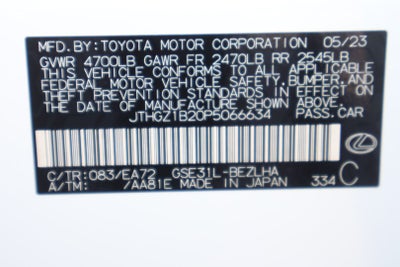 MFD. BY: TOYOTA MOTOR CORPORATION 05/23
GVWR 4700LB GAWR FR 2470LB RR 2545LB
THIS VEHICLE CONFORMS TO ALL APPLICABLE
FEDERAL MOTOR VEHICLE SAFETY, BUMPER, AND
THEFT PREVENTION STANDARDS IN EFFECT ON
THE DATE OF MANUFACTURE SHOWN ABOVE.
JTHGZ1B20P5066634 PASS.CAR
C/TR: 083/EA72 GSE31L-BEZLHA
A/TM: /AA81E MADE IN JAPAN 334 C